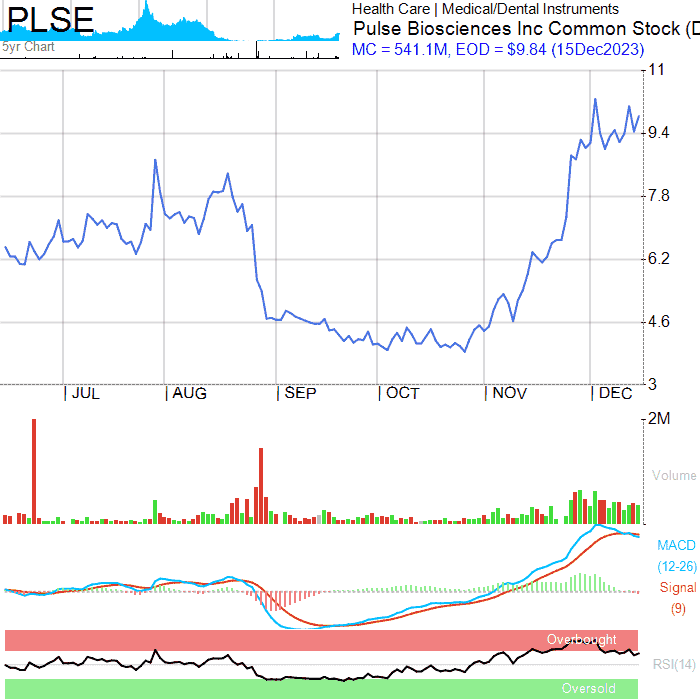 PLSE
5yr Chart
Health Care | Medical/Dental Instruments
Pulse Biosciences Inc Common Stock (D
MC = 541.1M, EOD = $9.84 (15Dec2023)
11
9.4
7.8
6.2
4.6
3
JUL AUG SEP OCT NOV DEC
2M
Volume
MACD
(12-26)
Signal
(9)
Overbought
RSI(14)
Oversold